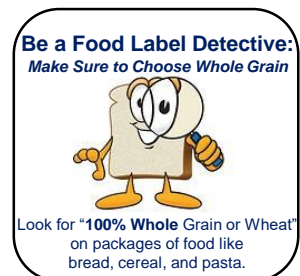 Be a Food Label Detective:
Make Sure to Choose Whole Grain
Look for “100% Whole Grain or Wheat”
on packages of food like
bread, cereal, and pasta.